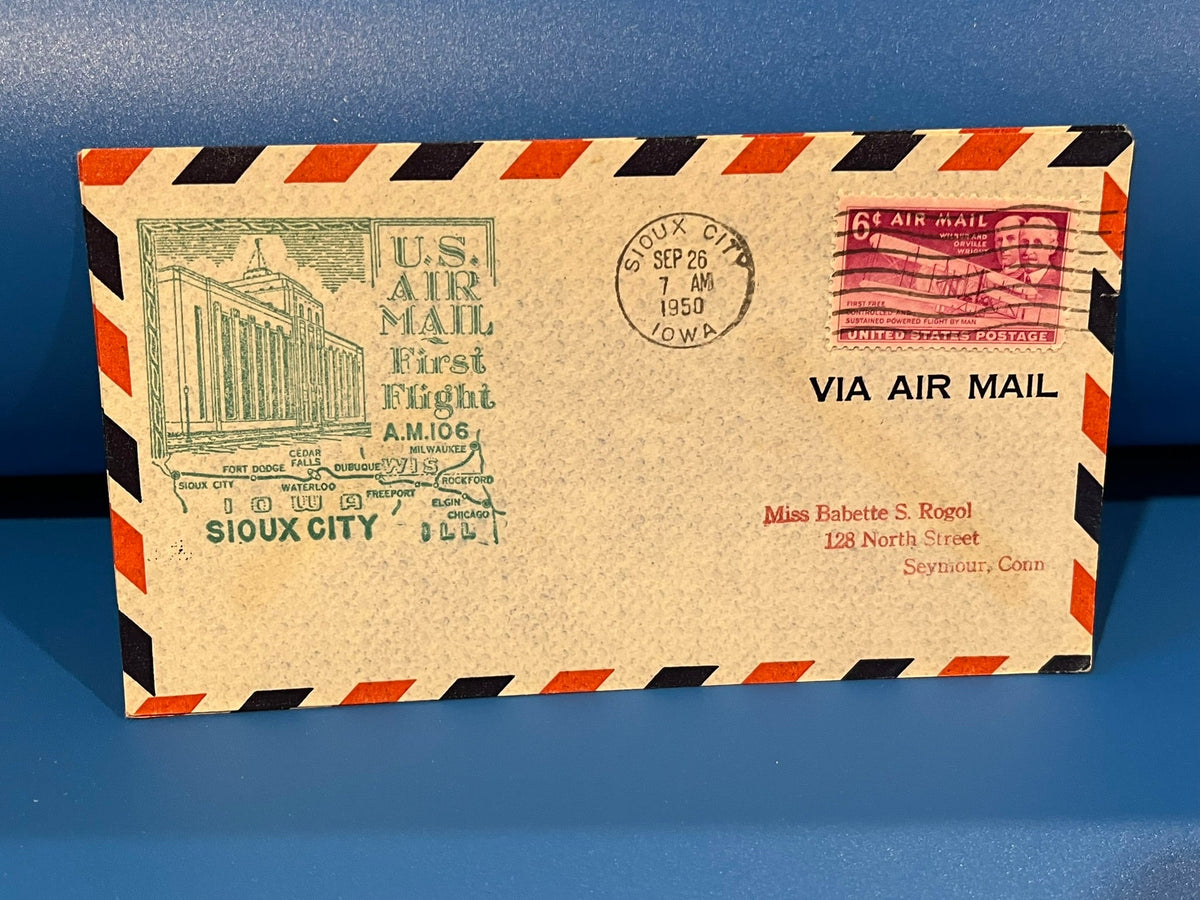 U.S.
AIR
MAIL
First
Flight
A.M.106
MILWAUKEE
CEDAR
FALLS
FORT DODGE
DUBUQUE
WIS
SIOUX CITY
WATERLOO
ROCKFORD
FREEPORT
ELGIN
IOWA
CHICAGO
SIOUX CITY
ILL
SIOUX CITY
SEP 26
7 AM
1950
IOWA
6¢ AIR MAIL
WILBUR AND
ORVILLE
WRIGHT
FIRST FREE
CONTROLLED AND
SUSTAINED POWERED FLIGHT BY MAN
UNITED STATES POSTAGE
VIA AIR MAIL
Miss Babette S. Rogol
128 North Street
Seymour, Conn